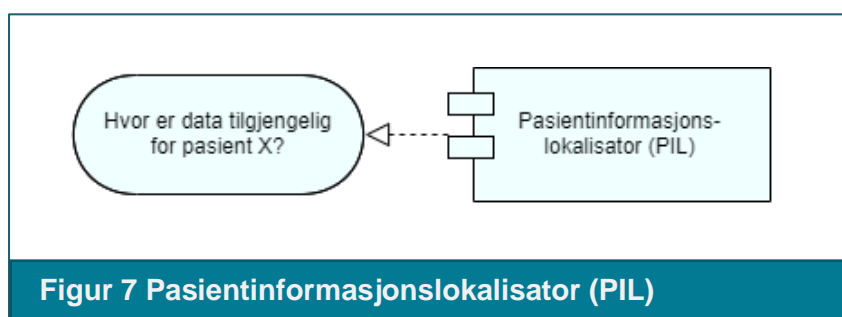 Hvor er data tilgjengelig
for pasient X?
Pasientinformasjons-
lokalisator (PIL)
Figur 7 Pasientinformasjonslokalisator (PIL)